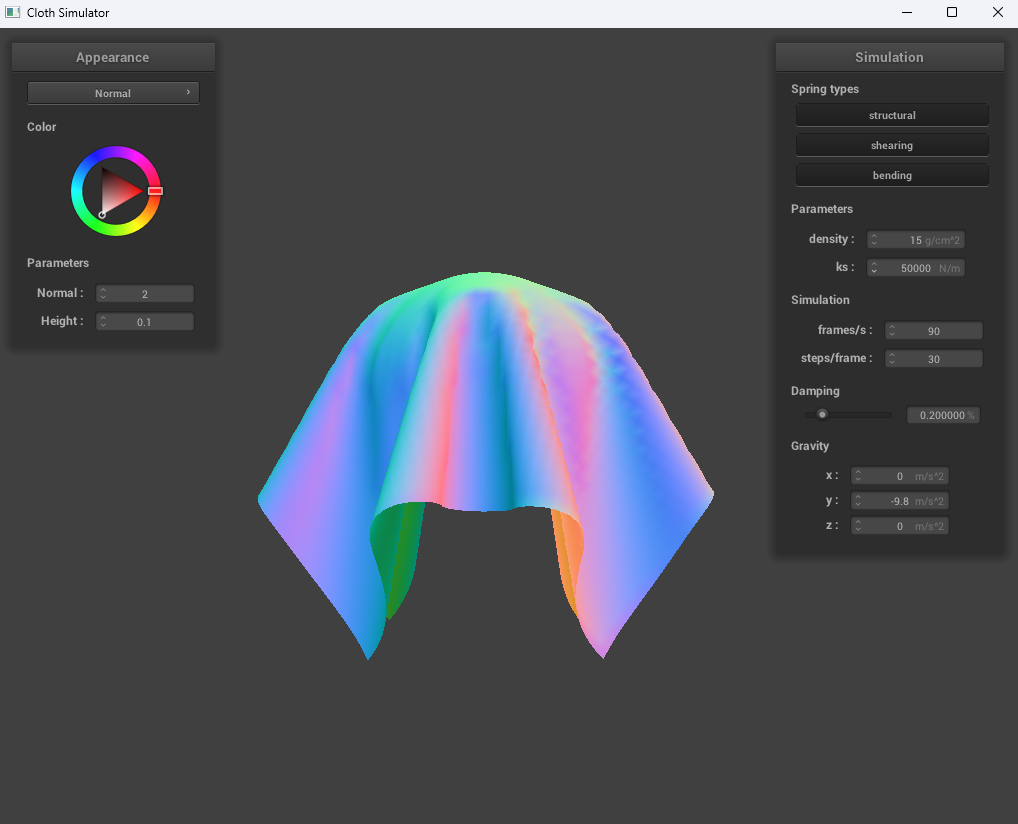 Cloth Simulator
Appearance
Normal
Color
Parameters
Normal : 2
Height : 0.1
Simulation
Spring types
structural
shearing
bending
Parameters
density : 15 g/cm^2
ks : 50000 N/m
Simulation
frames/s : 90
steps/frame : 30
Damping
0.200000 %
Gravity
x : 0 m/s^2
y : -9.8 m/s^2
z : 0 m/s^2